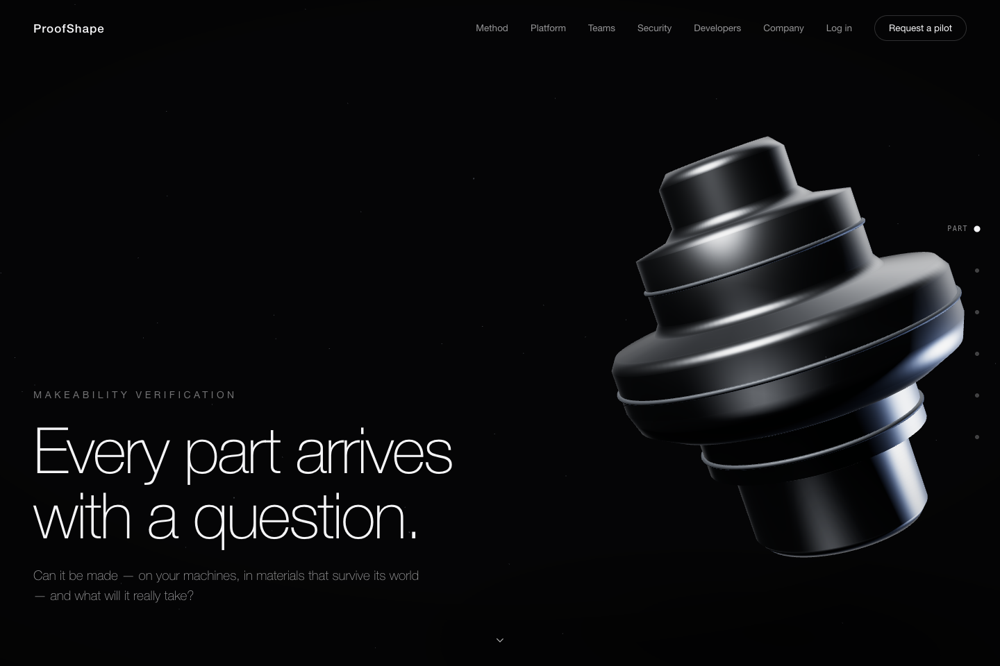 ProofShape
Method
Platform
Teams
Security
Developers
Company
Log in
Request a pilot
PART
MAKEABILITY VERIFICATION
Every part arrives
with a question.
Can it be made — on your machines, in materials that survive its world
— and what will it really take?